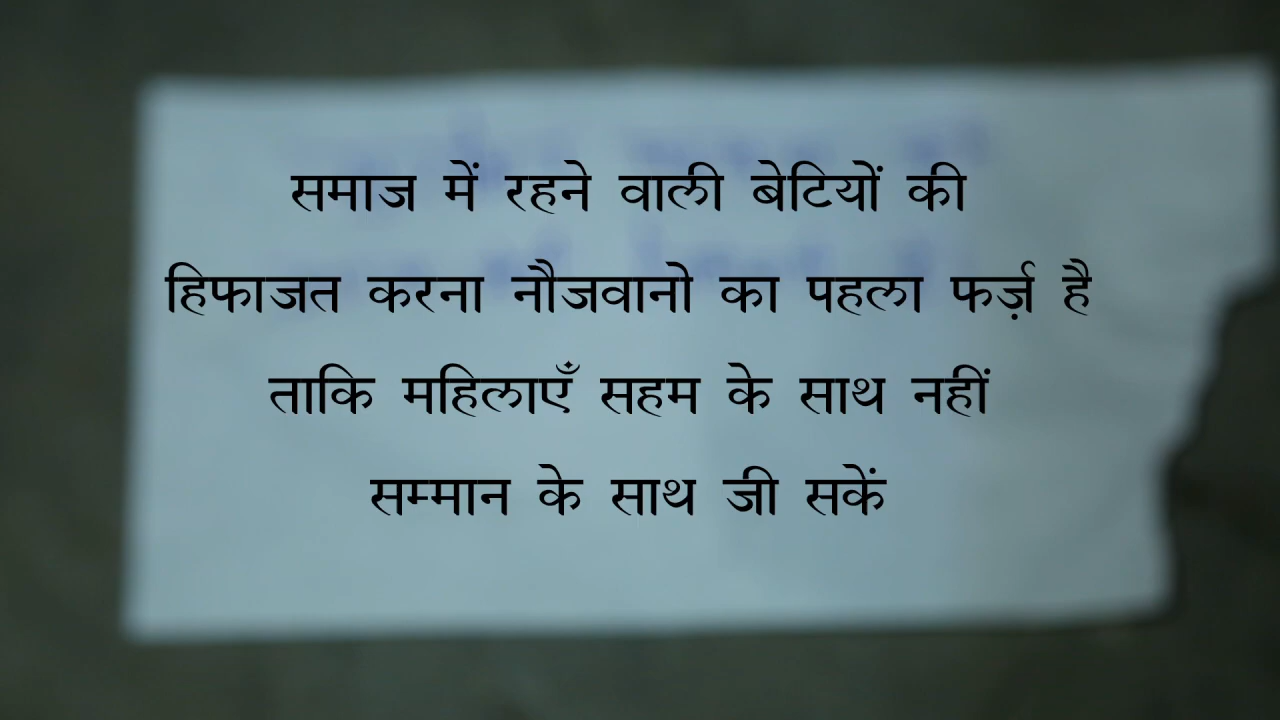 समाज में रहने वाली बेटियों की
हिफाजत करना नौजवानो का पहला फर्ज़ है
ताकि महिलाएँ सहम के साथ नहीं
सम्मान के साथ जी सकें